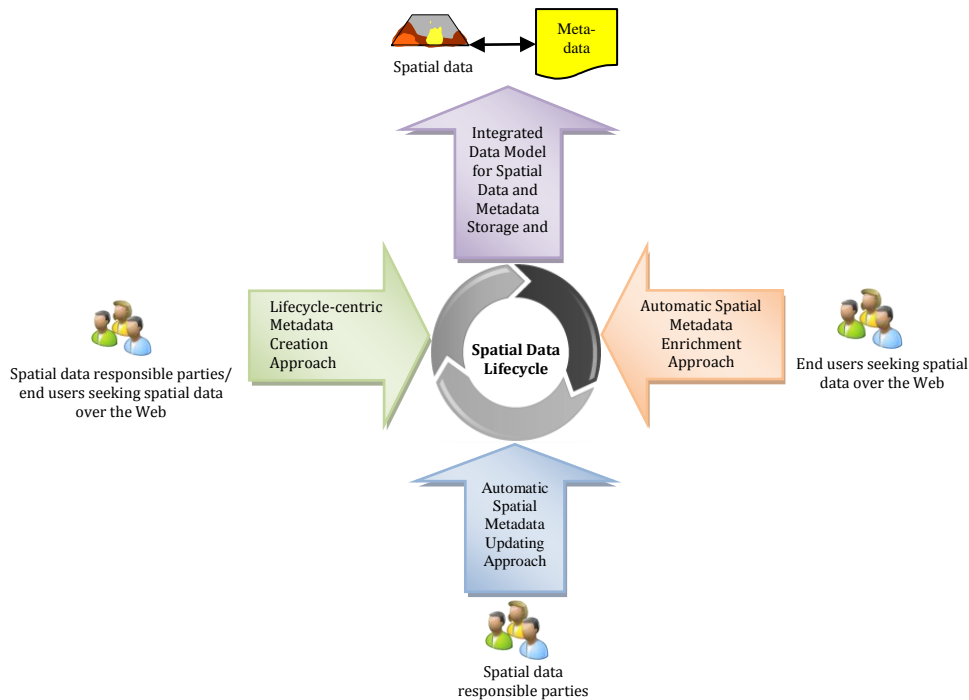 Meta-
data
Spatial data
Integrated
Data Model
for Spatial
Data and
Metadata
Storage and
Lifecycle-centric
Metadata
Creation
Approach
Spatial Data
Lifecycle
Automatic Spatial
Metadata
Enrichment
Approach
Spatial data responsible parties/
end users seeking spatial data
over the Web
End users seeking spatial
data over the Web
Automatic
Spatial
Metadata
Updating
Approach
Spatial data
responsible parties